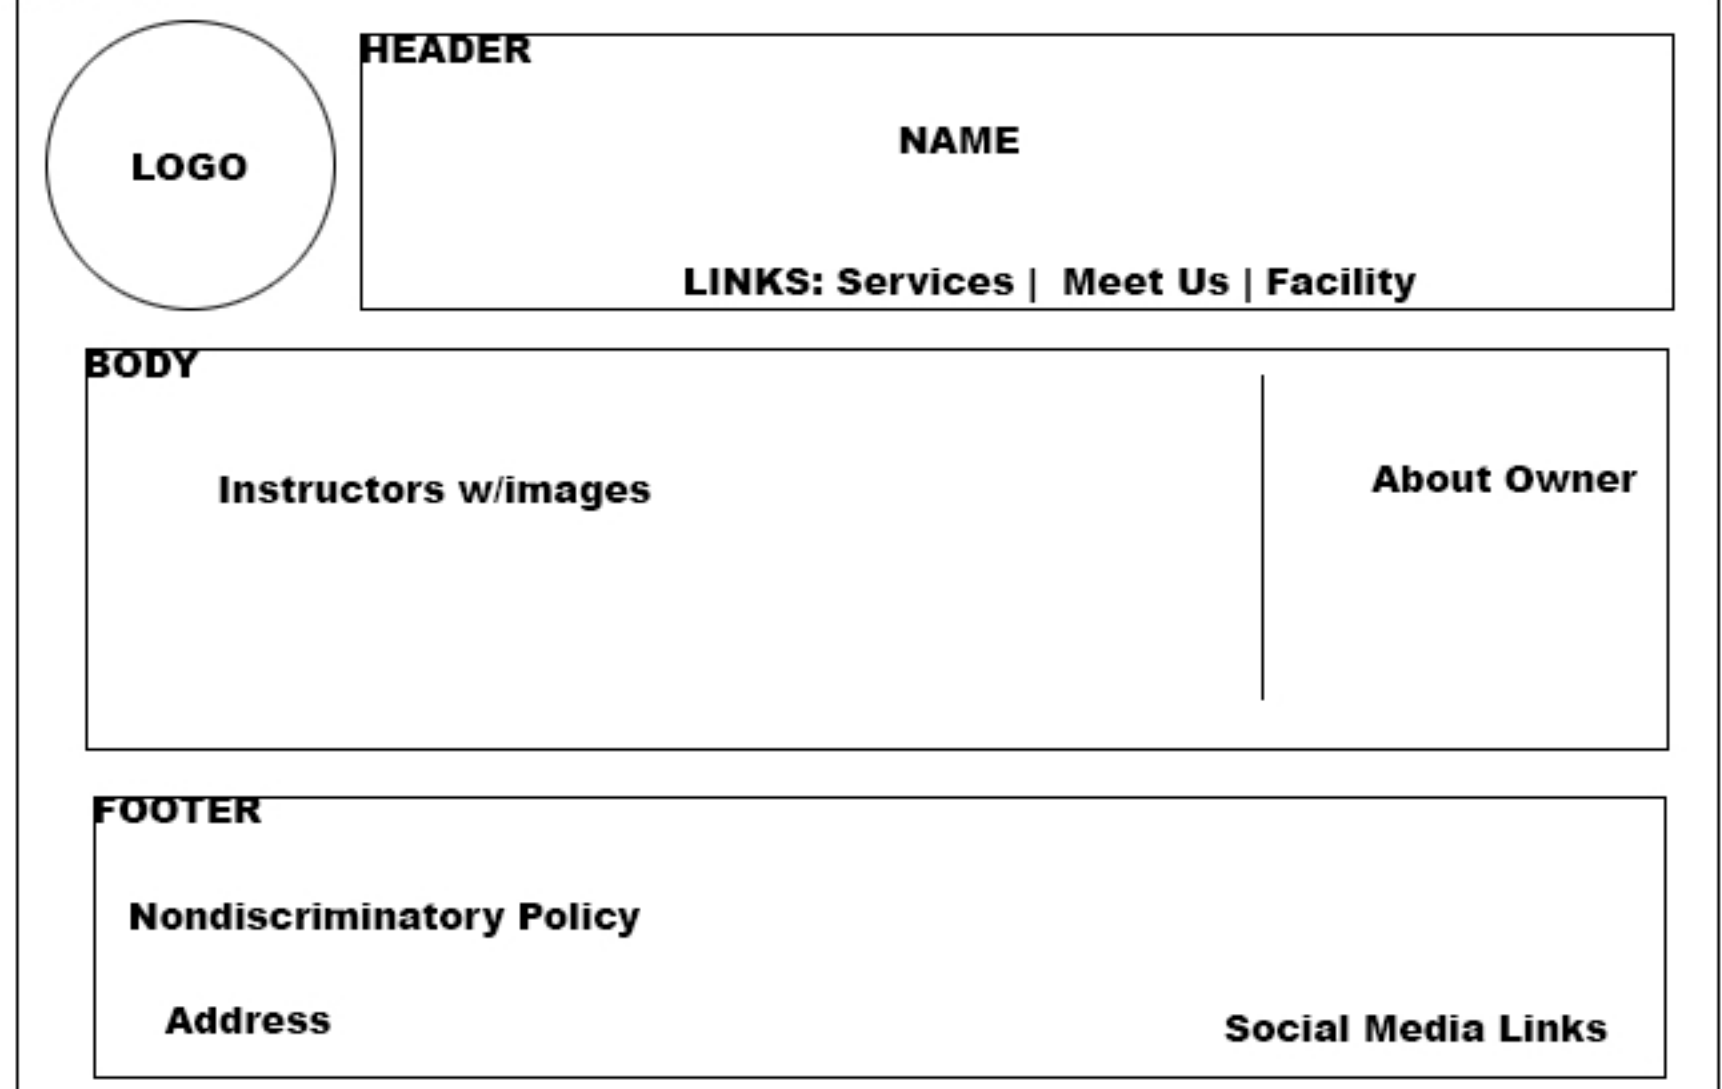 HEADER
LOGO
NAME
LINKS: Services | Meet Us | Facility
BODY
Instructors w/images
About Owner
FOOTER
Nondiscriminatory Policy
Address
Social Media Links